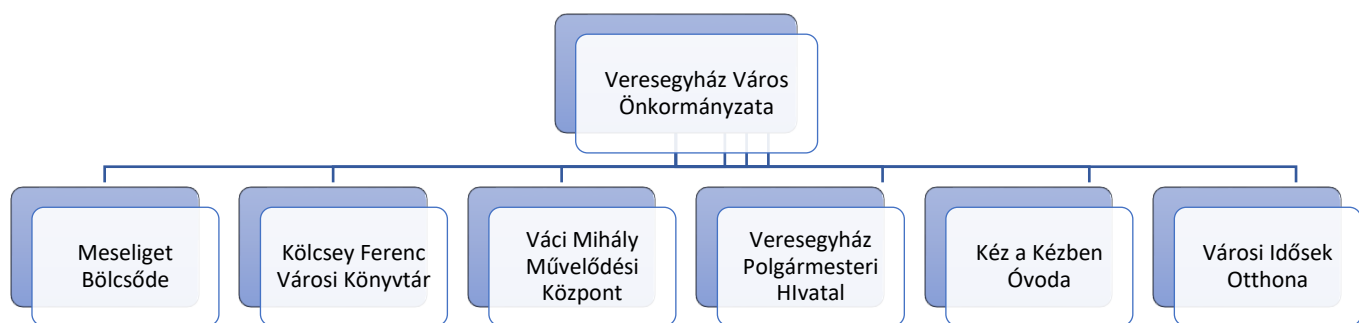 Veresegyház Város
Önkormányzata
Meseliget
Bölcsőde
Kölcsey Ferenc
Városi Könyvtár
Váci Mihály
Művelődési
Központ
Veresegyház
Polgármesteri
HIvatal
Kéz a Kézben
Óvoda
Városi Idősek
Otthona